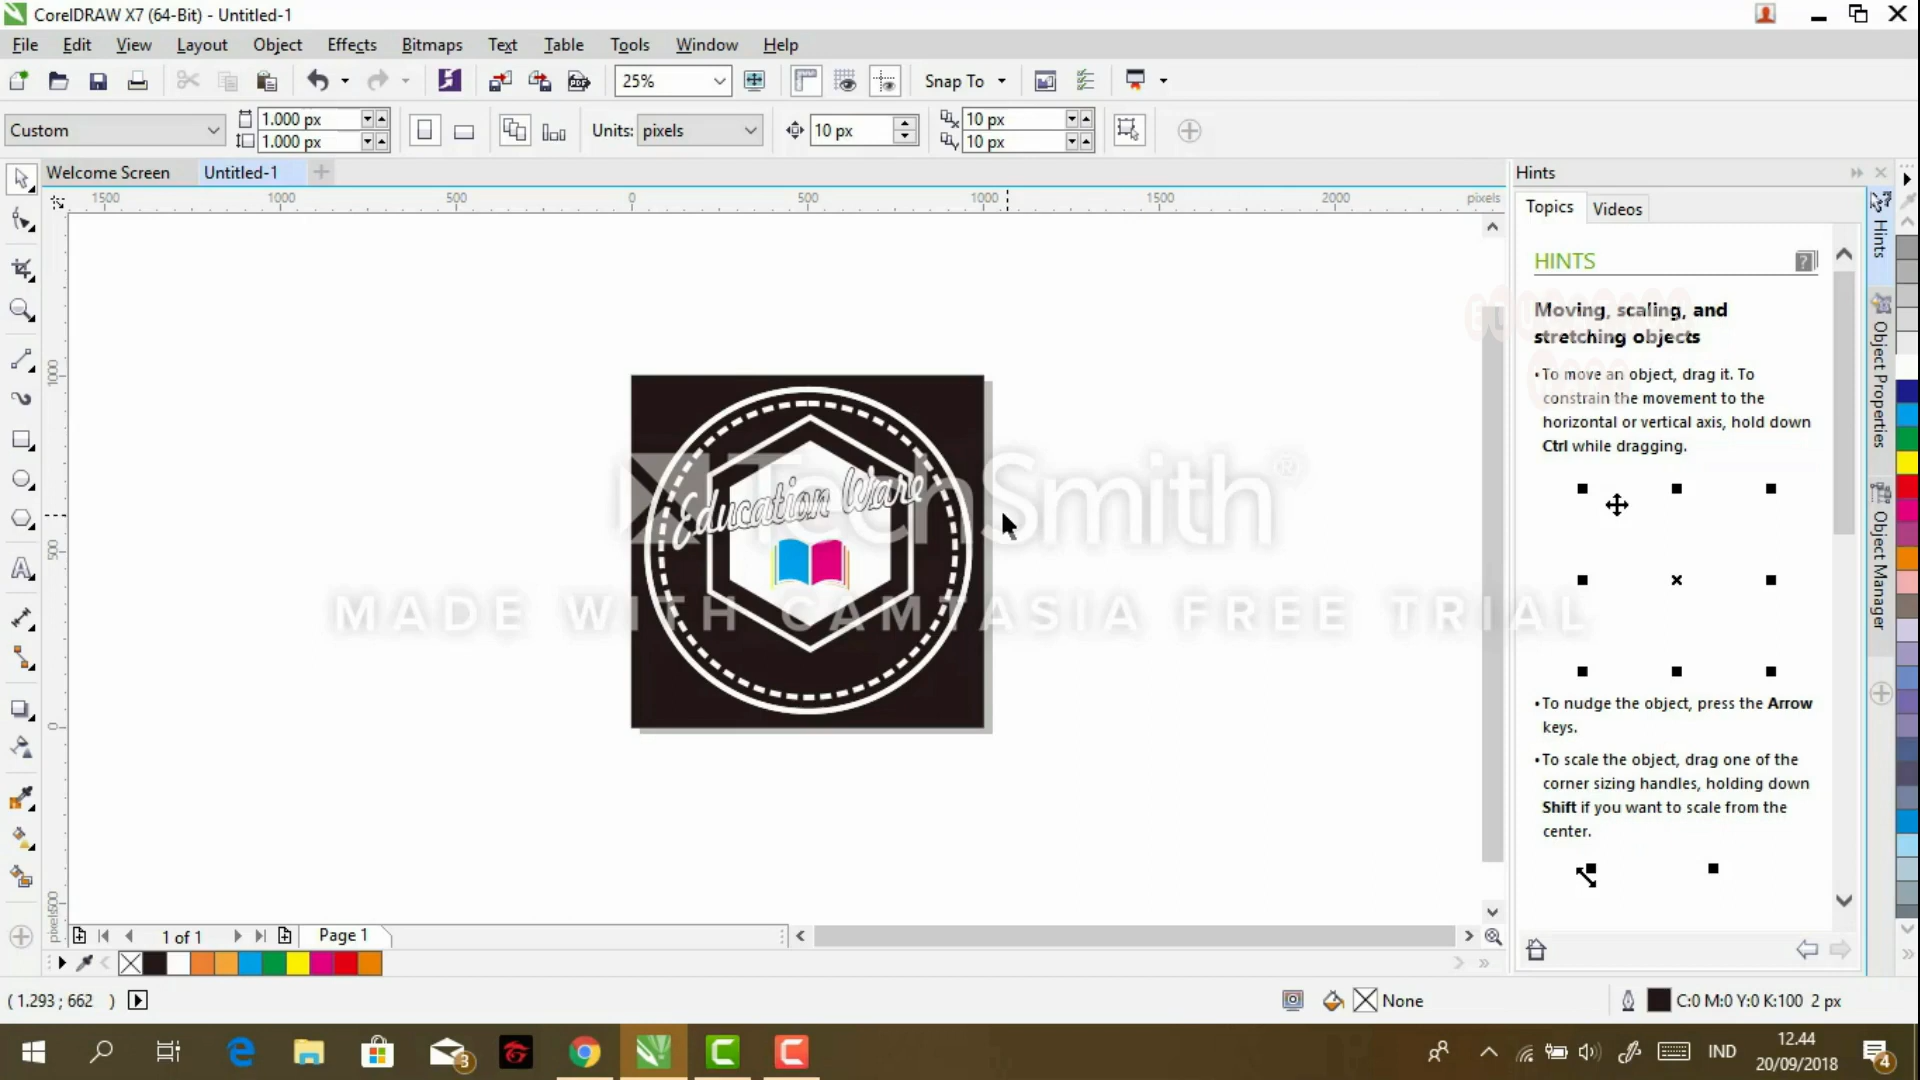 CorelDRAW X7 (64-Bit) - Untitled-1
File Edit View Layout Object Effects Bitmaps Text Table Tools Window Help
25% Snap To
Custom 1.000 px 1.000 px Units: pixels 10 px 10 px 10 px
Welcome Screen Untitled-1
1500 1000 500 0 500 1000 1500 2000 pixels
1000
500
0
500
pixels
Education Ware
TechSmith®
MADE WITH CAMTASIA FREE TRIAL
Hints
Topics Videos
HINTS
Moving, scaling, and
stretching objects
•To move an object, drag it. To
constrain the movement to the
horizontal or vertical axis, hold down
Ctrl while dragging.
•To nudge the object, press the Arrow
keys.
•To scale the object, drag one of the
corner sizing handles, holding down
Shift if you want to scale from the
center.
Hints
Object Properties
Object Manager
1 of 1 Page 1
( 1.293 ; 662 ) None C:0 M:0 Y:0 K:100 2 px
3 IND 12.44
20/09/2018 4